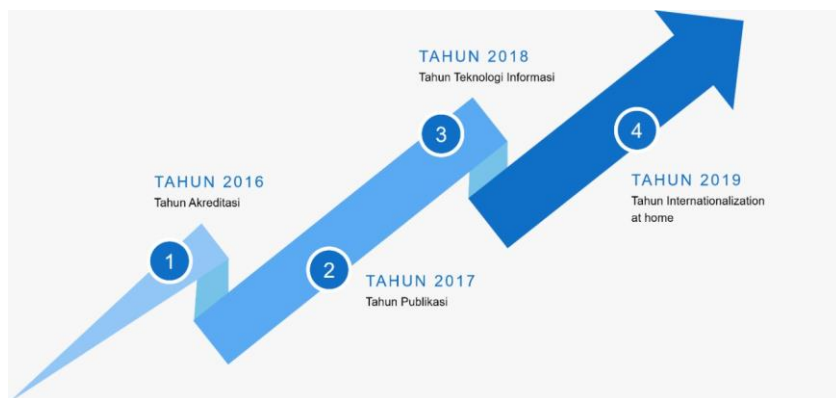 1
TAHUN 2016
Tahun Akreditasi
2
TAHUN 2017
Tahun Publikasi
3
TAHUN 2018
Tahun Teknologi Informasi
4
TAHUN 2019
Tahun Internationalization
at home